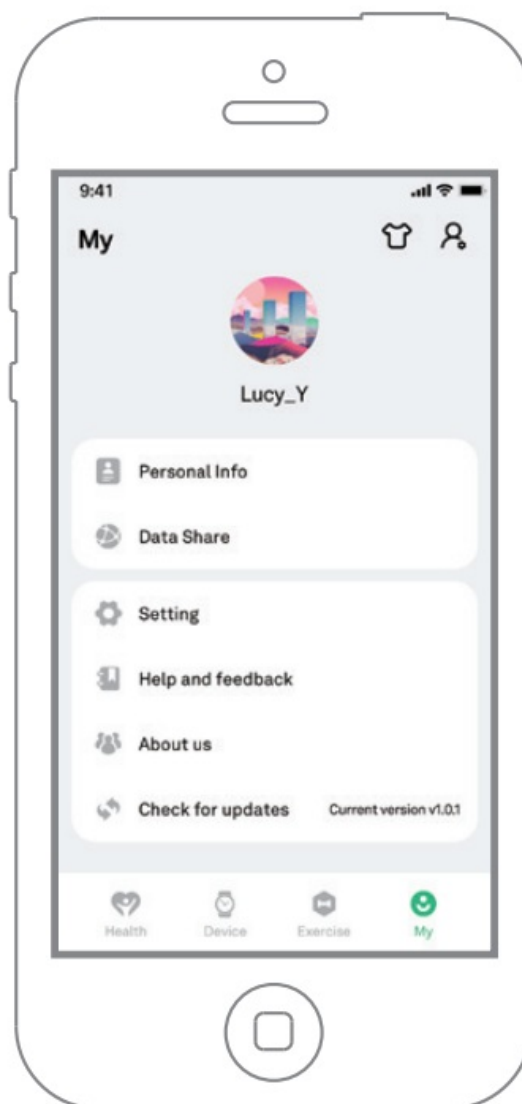 9:41
My
Lucy_Y
Personal Info
Data Share
Setting
Help and feedback
About us
Check for updates Current version v1.0.1
Health Device Exercise My